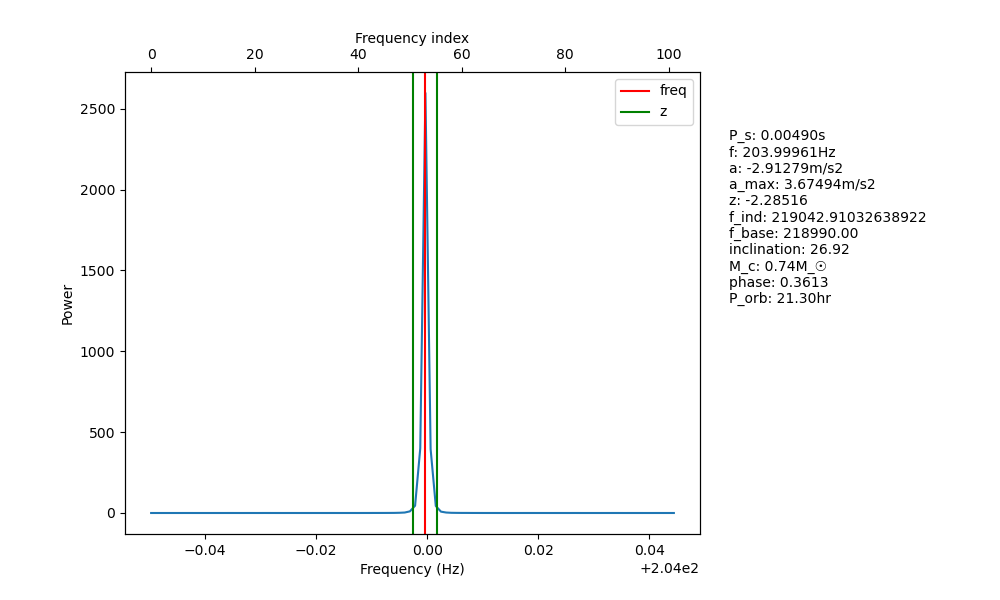 Frequency index
0 20 40 60 80 100
2500
2000
1500
1000
500
0
Power
freq
z
P_s: 0.00490s
f: 203.99961Hz
a: -2.91279m/s2
a_max: 3.67494m/s2
z: -2.28516
f_ind: 219042.91032638922
f_base: 218990.00
inclination: 26.92
M_c: 0.74M_☉
phase: 0.3613
P_orb: 21.30hr
−0.04 −0.02 0.00 0.02 0.04
Frequency (Hz)
+2.04e2